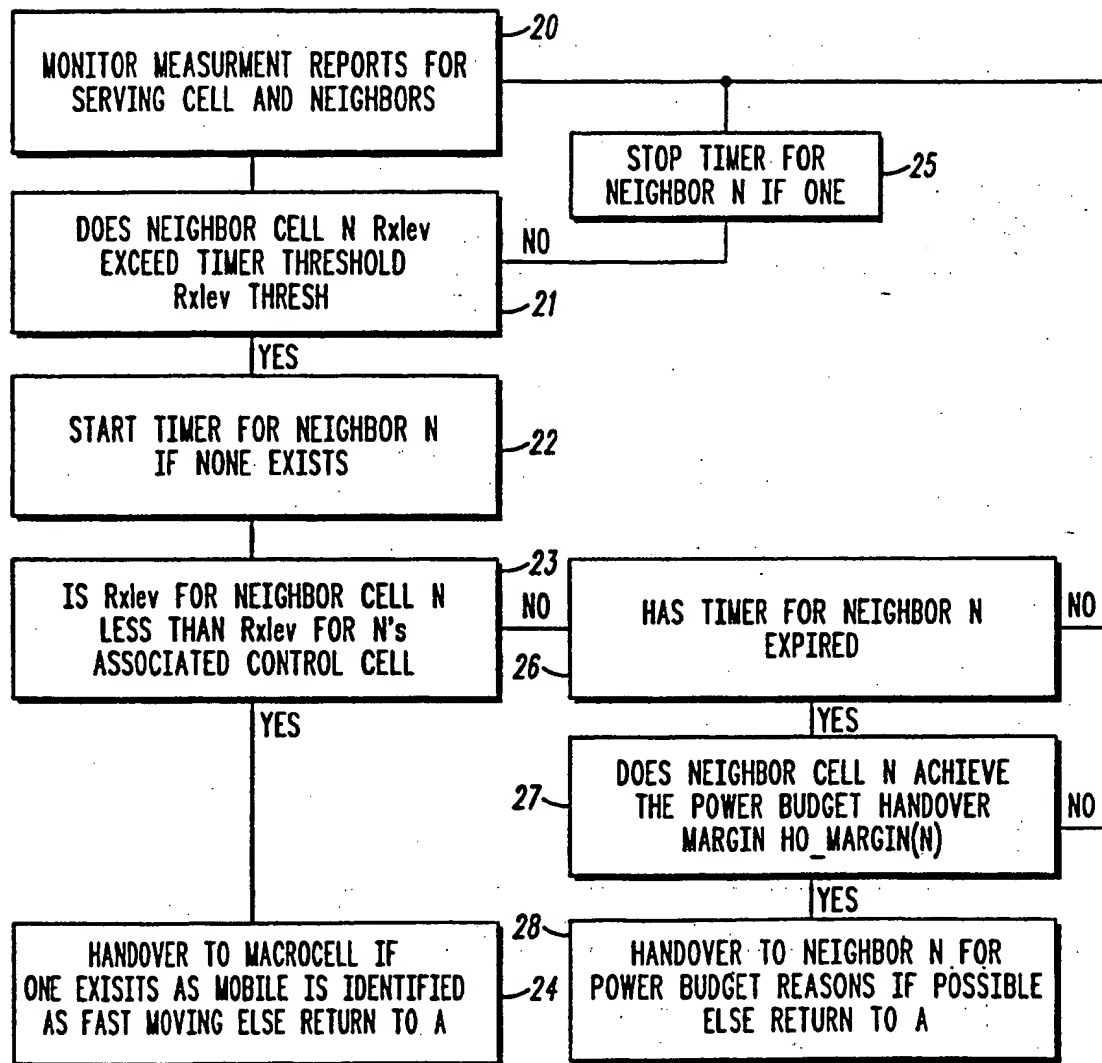 20
MONITOR MEASURMENT REPORTS FOR
SERVING CELL AND NEIGHBORS
STOP TIMER FOR
NEIGHBOR N IF ONE
25
DOES NEIGHBOR CELL N Rxlev
EXCEED TIMER THRESHOLD
Rxlev THRESH
NO
21
YES
START TIMER FOR NEIGHBOR N
IF NONE EXISTS
22
23
IS Rxlev FOR NEIGHBOR CELL N
LESS THAN Rxlev FOR N's
ASSOCIATED CONTROL CELL
NO
HAS TIMER FOR NEIGHBOR N
EXPIRED
NO
26
YES
YES
DOES NEIGHBOR CELL N ACHIEVE
THE POWER BUDGET HANDOVER
MARGIN HO_MARGIN(N)
27
NO
YES
HANDOVER TO MACROCELL IF
ONE EXISITS AS MOBILE IS IDENTIFIED
AS FAST MOVING ELSE RETURN TO A
24
28
HANDOVER TO NEIGHBOR N FOR
POWER BUDGET REASONS IF POSSIBLE
ELSE RETURN TO A